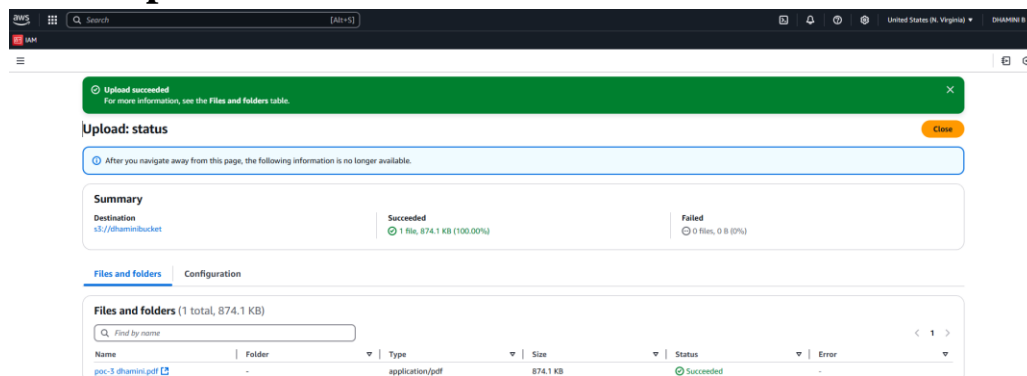 aws Search [Alt+S] United States (N. Virginia) DHAMINI B
IAM
Upload succeeded
For more information, see the Files and folders table.
Upload: status
Close
After you navigate away from this page, the following information is no longer available.
Summary
Destination Succeeded Failed
s3://dhaminibucket 1 file, 874.1 KB (100.00%) 0 files, 0 B (0%)
Files and folders Configuration
Files and folders (1 total, 874.1 KB)
Find by name 1
Name Folder Type Size Status Error
poc-3 dhamini.pdf - application/pdf 874.1 KB Succeeded -